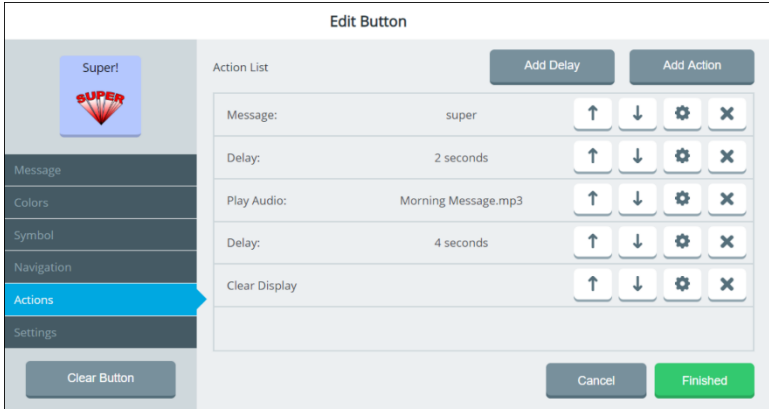 Edit Button
Super!
SUPER
Message
Colors
Symbol
Navigation
Actions
Settings
Clear Button
Action List
Add Delay
Add Action
Message: super
Delay: 2 seconds
Play Audio: Morning Message.mp3
Delay: 4 seconds
Clear Display
Cancel
Finished